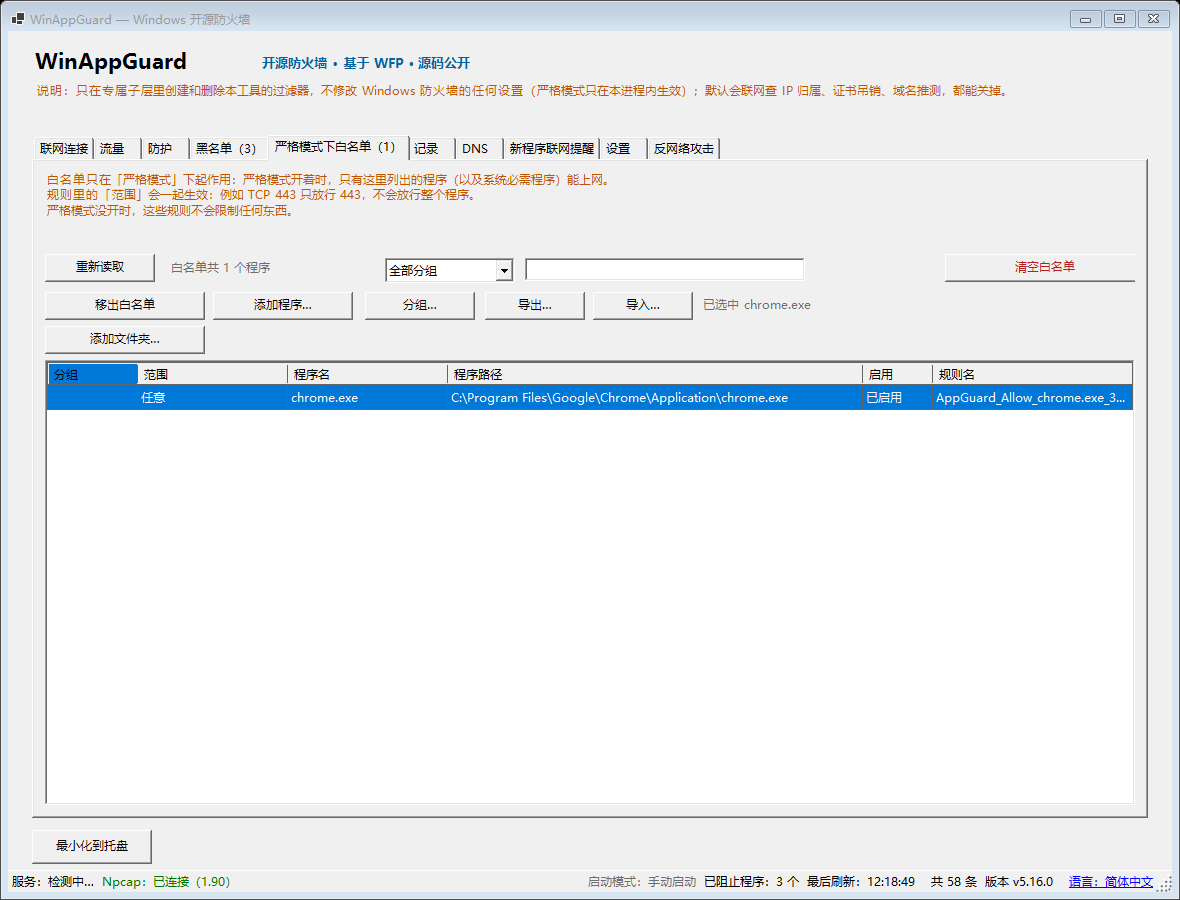 WinAppGuard — Windows 开源防火墙
WinAppGuard
开源防火墙 • 基于 WFP • 源码公开
说明：只在专属子层里创建和删除本工具的过滤器，不修改 Windows 防火墙的任何设置（严格模式只在本进程内生效）；默认会联网查 IP 归属、证书吊销、域名推测，都能关掉。
联网连接 流量 防护 黑名单（3） 严格模式下白名单（1） 记录 DNS 新程序联网提醒 设置 反网络攻击
白名单只在「严格模式」下起作用：严格模式开着时，只有这里列出的程序（以及系统必需程序）能上网。
规则里的「范围」会一起生效：例如 TCP 443 只放行 443，不会放行整个程序。
严格模式没开时，这些规则不会限制任何东西。
重新读取 白名单共 1 个程序 全部分组 清空白名单
移出白名单 添加程序... 分组... 导出... 导入... 已选中 chrome.exe
添加文件夹...
分组 范围 程序名 程序路径 启用 规则名
任意 chrome.exe C:\Program Files\Google\Chrome\Application\chrome.exe 已启用 AppGuard_Allow_chrome.exe_3...
最小化到托盘
服务：检测中... Npcap：已连接（1.90） 启动模式：手动启动 已阻止程序：3 个 最后刷新：12:18:49 共 58 条 版本 v5.16.0 语言：简体中文